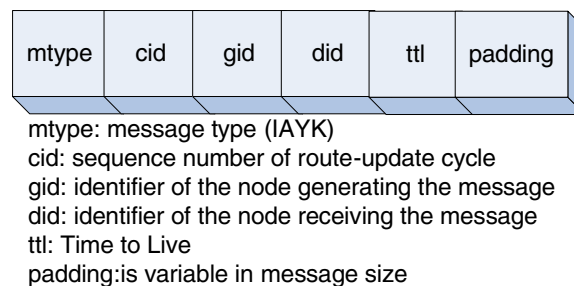 mtype cid gid did ttl padding
mtype: message type (IAYK)
cid: sequence number of route-update cycle
gid: identifier of the node generating the message
did: identifier of the node receiving the message
ttl: Time to Live
padding:is variable in message size